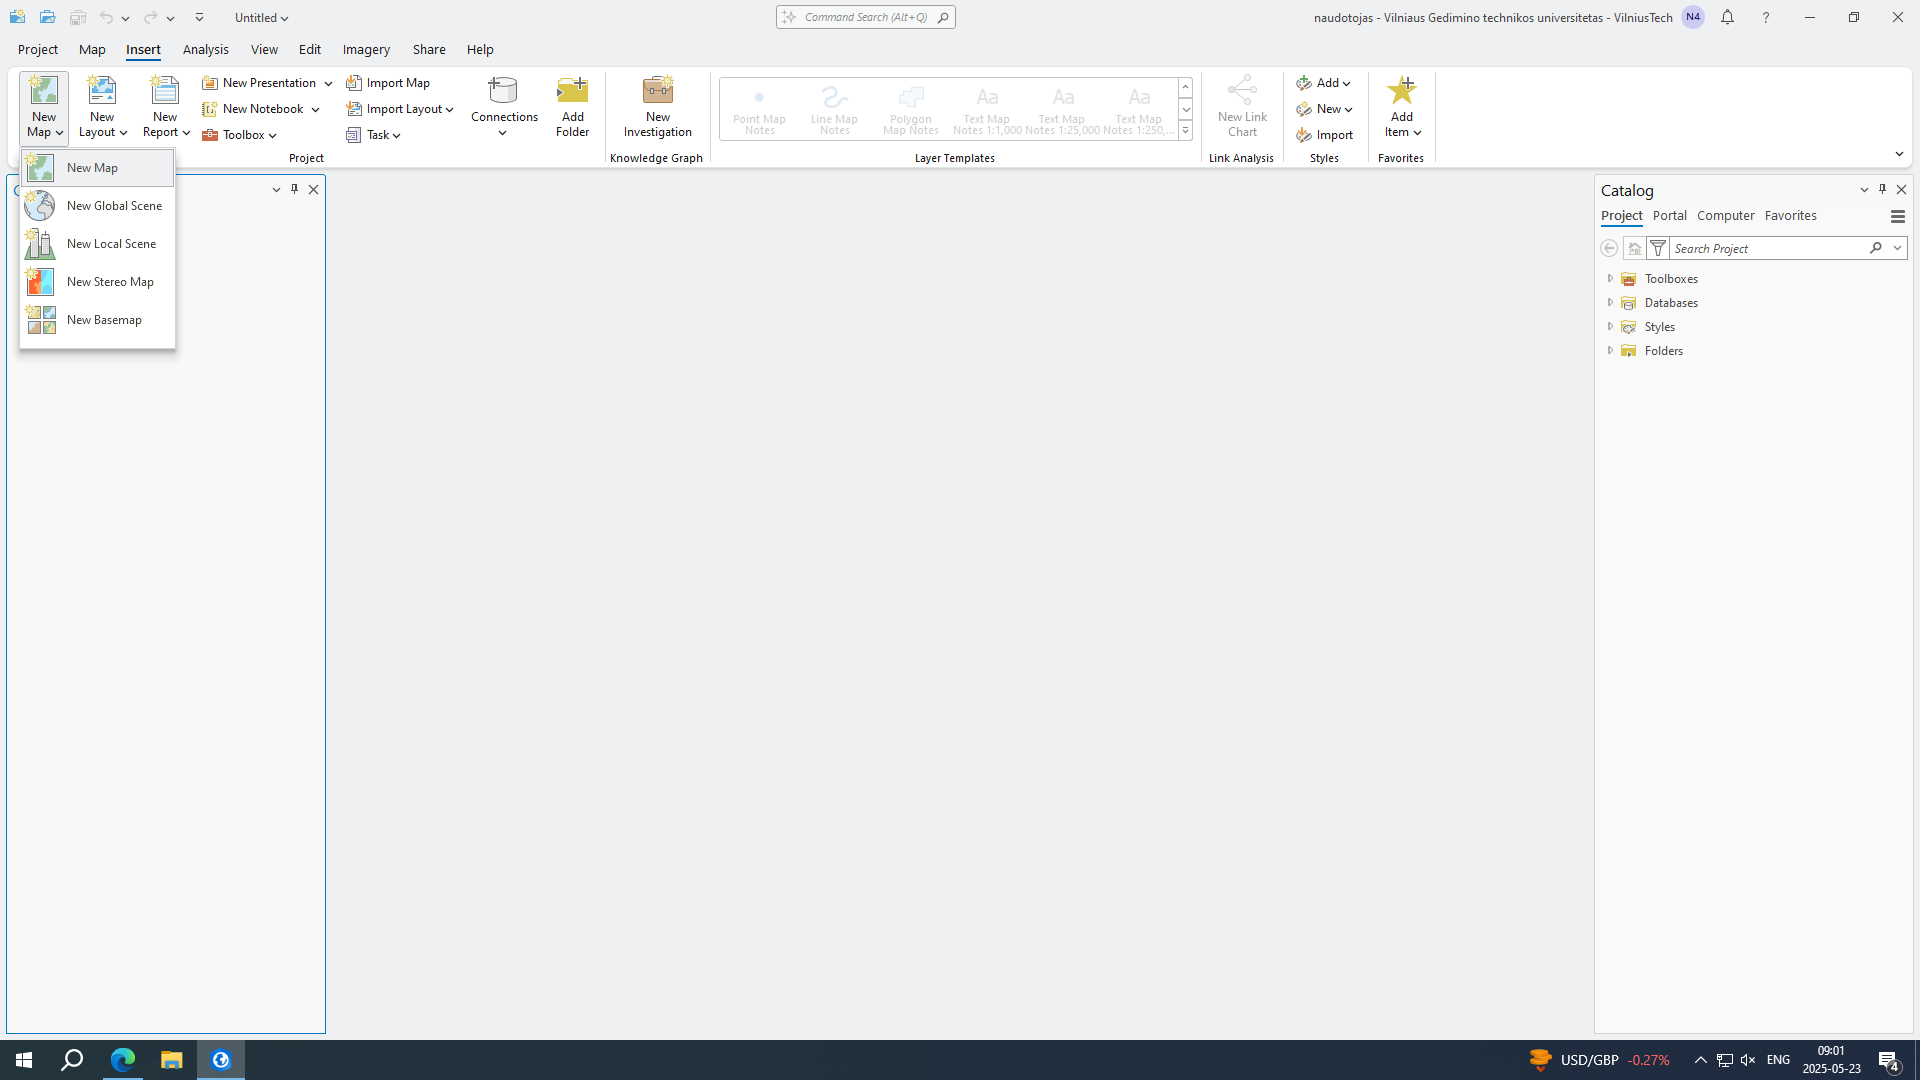 Untitled
Command Search (Alt+Q)
naudotojas - Vilniaus Gedimino technikos universitetas - VilniusTech
N4
?
Project
Map
Insert
Analysis
View
Edit
Imagery
Share
Help
New
Map
New
Layout
New
Report
New Presentation
New Notebook
Toolbox
Import Map
Import Layout
Task
Connections
Add
Folder
Project
New
Investigation
Knowledge Graph
Point Map
Notes
Line Map
Notes
Polygon
Map Notes
Aa
Text Map
Notes 1:1,000
Aa
Text Map
Notes 1:25,000
Aa
Text Map
Notes 1:250,...
Layer Templates
New Link
Chart
Link Analysis
Add
New
Import
Styles
Add
Item
Favorites
New Map
New Global Scene
New Local Scene
New Stereo Map
New Basemap
Catalog
Project
Portal
Computer
Favorites
Search Project
Toolboxes
Databases
Styles
Folders
USD/GBP -0.27%
ENG
09:01
2025-05-23
4